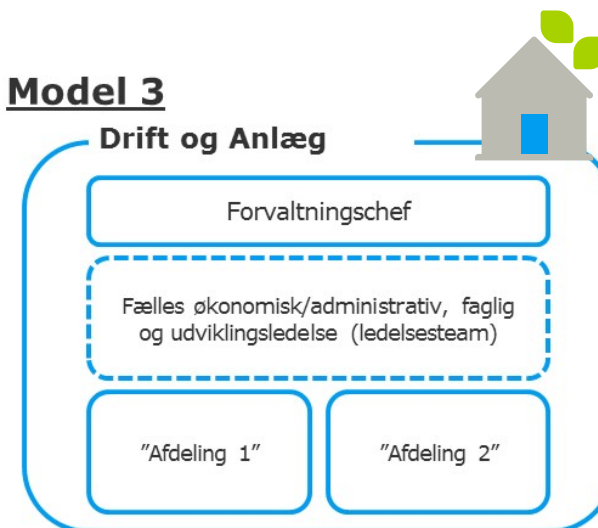 Model 3
Drift og Anlæg
Forvaltningschef
Fælles økonomisk/administrativ, faglig
og udviklingsledelse (ledelsesteam)
”Afdeling 1”
”Afdeling 2”